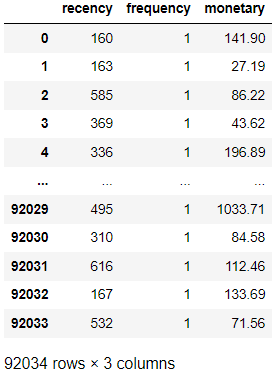 recency frequency monetary
0 160 1 141.90
1 163 1 27.19
2 585 1 86.22
3 369 1 43.62
4 336 1 196.89
... ... ... ...
92029 495 1 1033.71
92030 310 1 84.58
92031 616 1 112.46
92032 167 1 133.69
92033 532 1 71.56
92034 rows × 3 columns